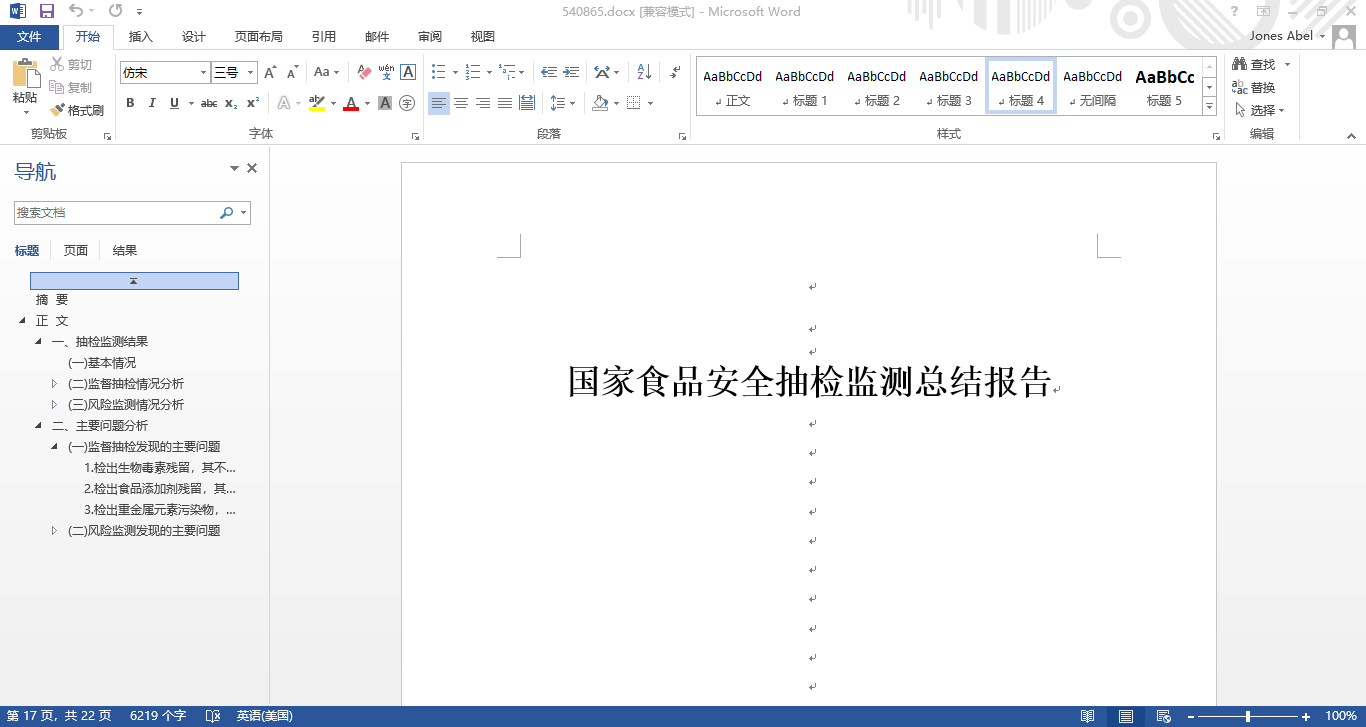 540865.docx [兼容模式] - Microsoft Word
文件 开始 插入 设计 页面布局 引用 邮件 审阅 视图 Jones Abel
粘贴 剪切 复制 格式刷 剪贴板
仿宋 三号 Aa wén 文 A
B I U abc X₂ X² A ab A A 字 字体
段落
AaBbCcDd AaBbCcDd AaBbCcDd AaBbCcDd AaBbCcDd AaBbCcDd AaBbCc
正文 标题 1 标题 2 标题 3 标题 4 无间隔 标题 5
样式
查找
替换
选择
编辑
导航
搜索文档
标题 页面 结果
摘 要
正 文
一、抽检监测结果
(一)基本情况
(二)监督抽检情况分析
(三)风险监测情况分析
二、主要问题分析
(一)监督抽检发现的主要问题
1.检出生物毒素残留，其不...
2.检出食品添加剂残留，其...
3.检出重金属元素污染物，...
(二)风险监测发现的主要问题
国家食品安全抽检监测总结报告
第 17 页，共 22 页 6219 个字 英语(美国) 100%